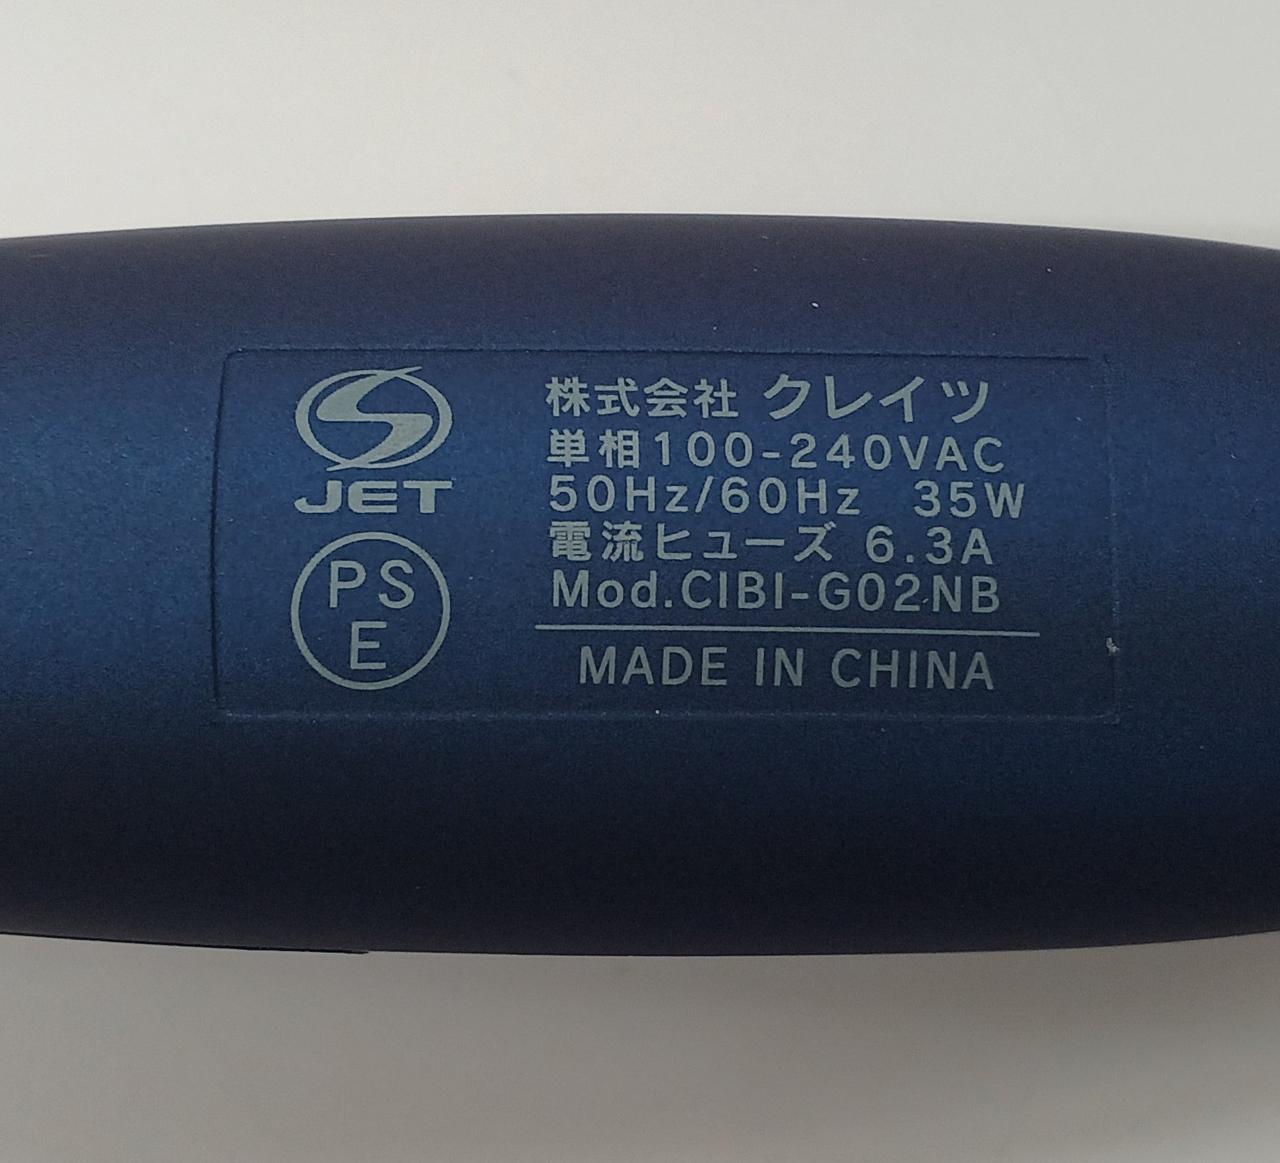 JET
PS
E
株式会社 クレイツ
単相100-240VAC
50Hz/60Hz 35W
電流ヒューズ 6.3A
Mod.CIBI-G02NB
MADE IN CHINA